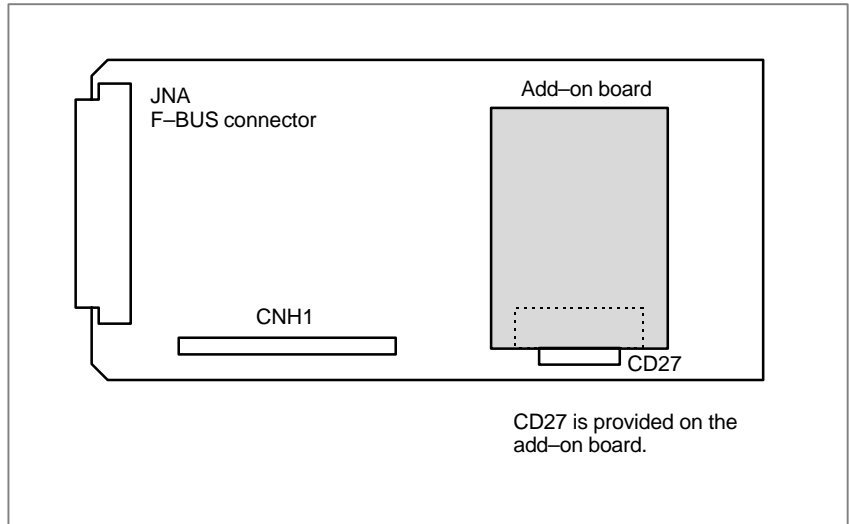 JNA
F–BUS connector
Add–on board
CNH1
CD27
CD27 is provided on the
add–on board.